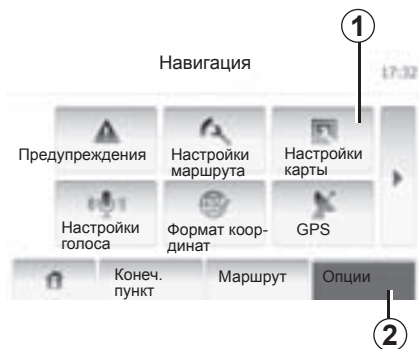 1
Навигация
17:32
Предупреждения
Настройки
маршрута
Настройки
карты
Настройки
голоса
Формат коор-
динат
GPS
Конеч.
пункт
Маршрут
Опции
2